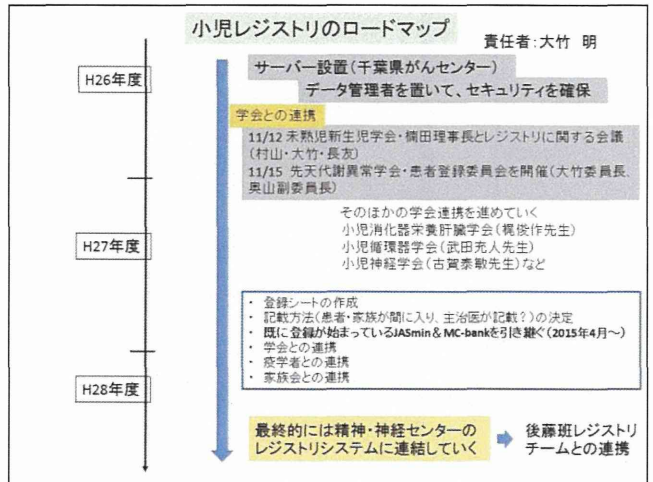 小児レジストリのロードマップ
責任者:大竹 明
H26年度
サーバー設置(千葉県がんセンター)
データ管理者を置いて、セキュリティを確保
学会との連携
11/12 未熟児新生児学会・楠田理事長とレジストリに関する会議
(村山・大竹・長友)
11/15 先天代謝異常学会・患者登録委員会を開催(大竹委員長、
奥山副委員長)
H27年度
そのほかの学会連携を進めていく
小児消化器栄養肝臓学会(梶俊作先生)
小児循環器学会(武田充人先生)
小児神経学会(古賀泰敏先生)など
・ 登録シートの作成
・ 記載方法(患者・家族が間に入り、主治医が記載?)の決定
・ 既に登録が始まっているJASmin&MC-bankを引き継ぐ(2015年4月~)
・ 学会との連携
・ 疫学者との連携
・ 家族会との連携
H28年度
最終的には精神・神経センターの
レジストリシステムに連結していく
後藤班レジストリ
チームとの連携